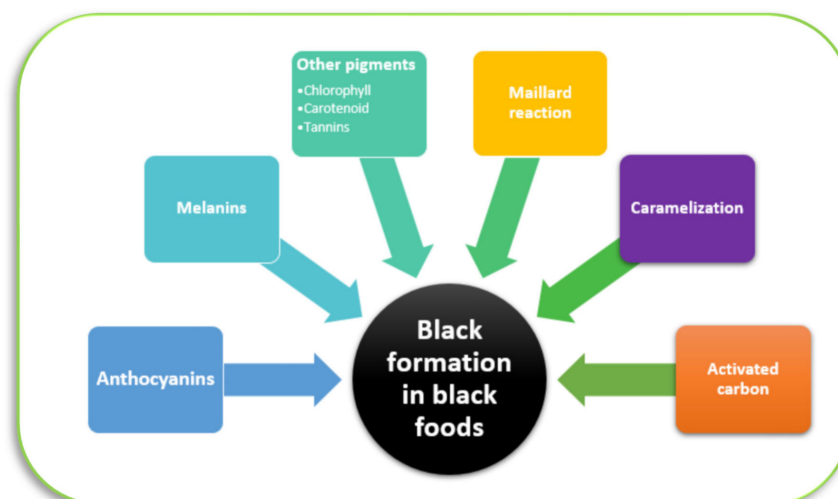 Other pigments
•Chlorophyll
•Carotenoid
•Tannins
Maillard
reaction
Melanins
Caramelization
Anthocyanins
Black
formation
in black
foods
Activated
carbon